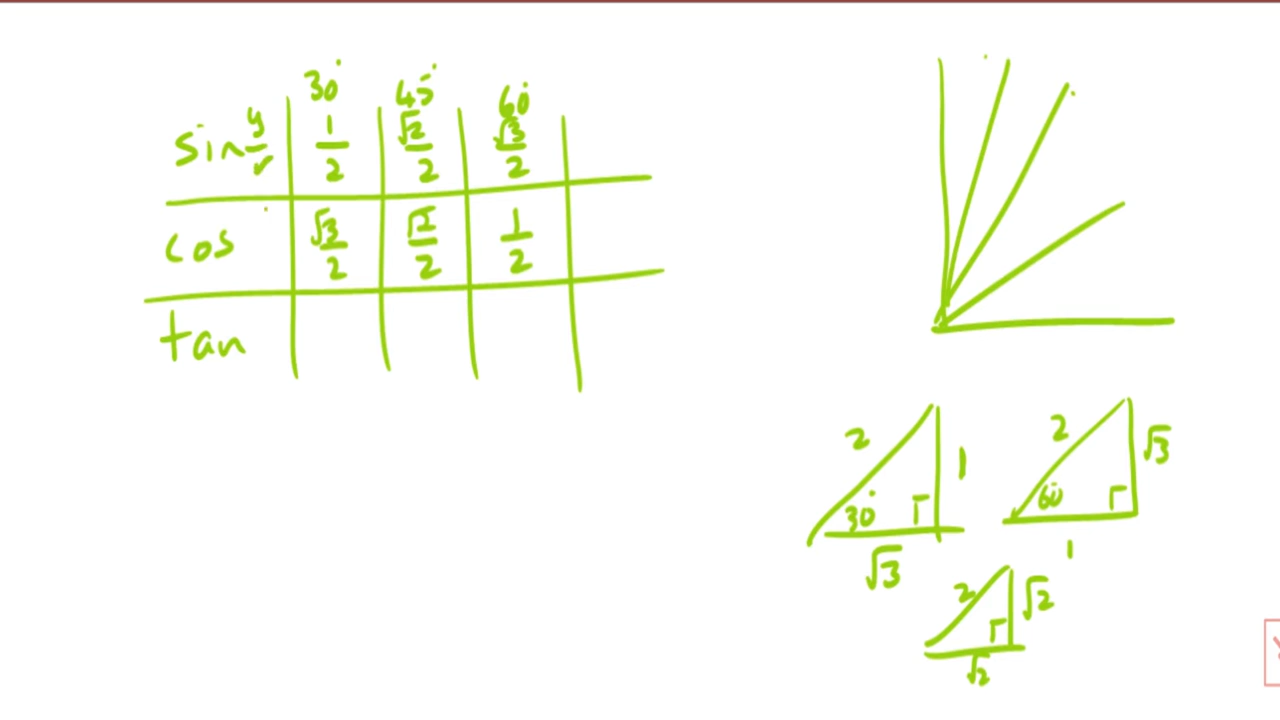 30° 45° 60°
sin y/r 1/2 √2/2 √3/2
cos √3/2 √2/2 1/2
tan
2 1 30° √3
2 √3 60° 1
2 √2 √2